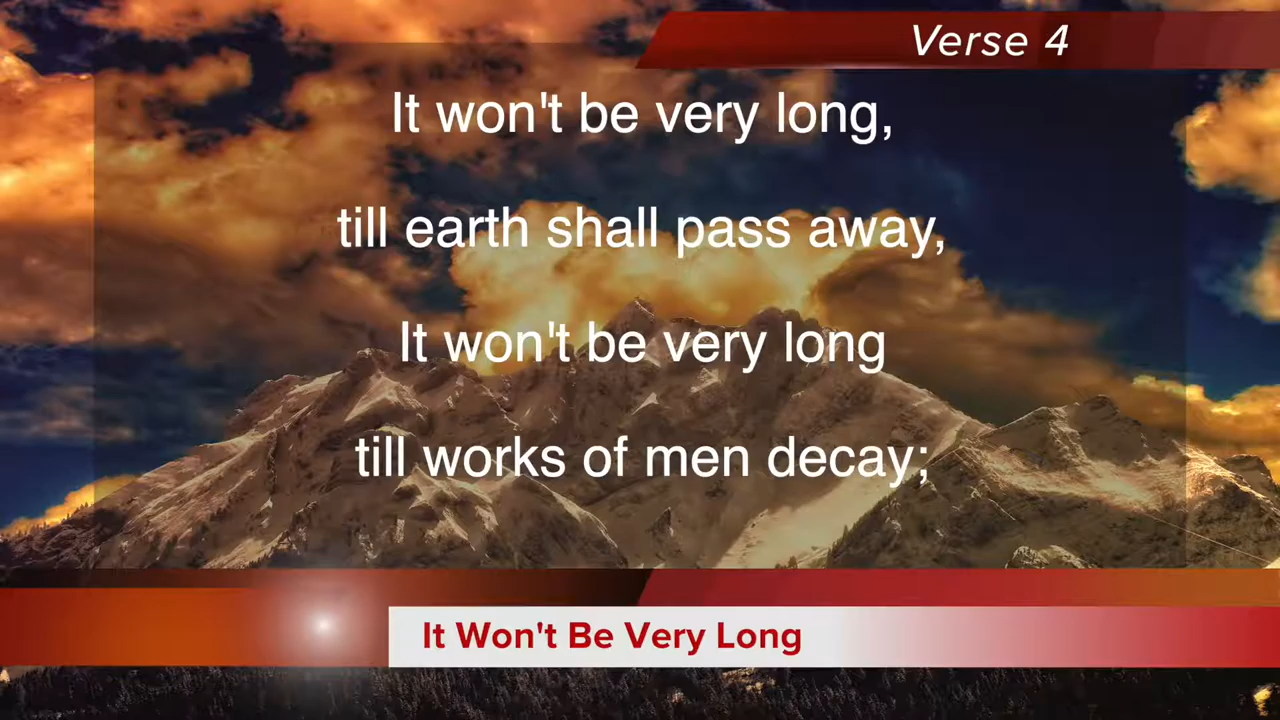 Verse 4
It won't be very long,
till earth shall pass away,
It won't be very long
till works of men decay;
It Won't Be Very Long